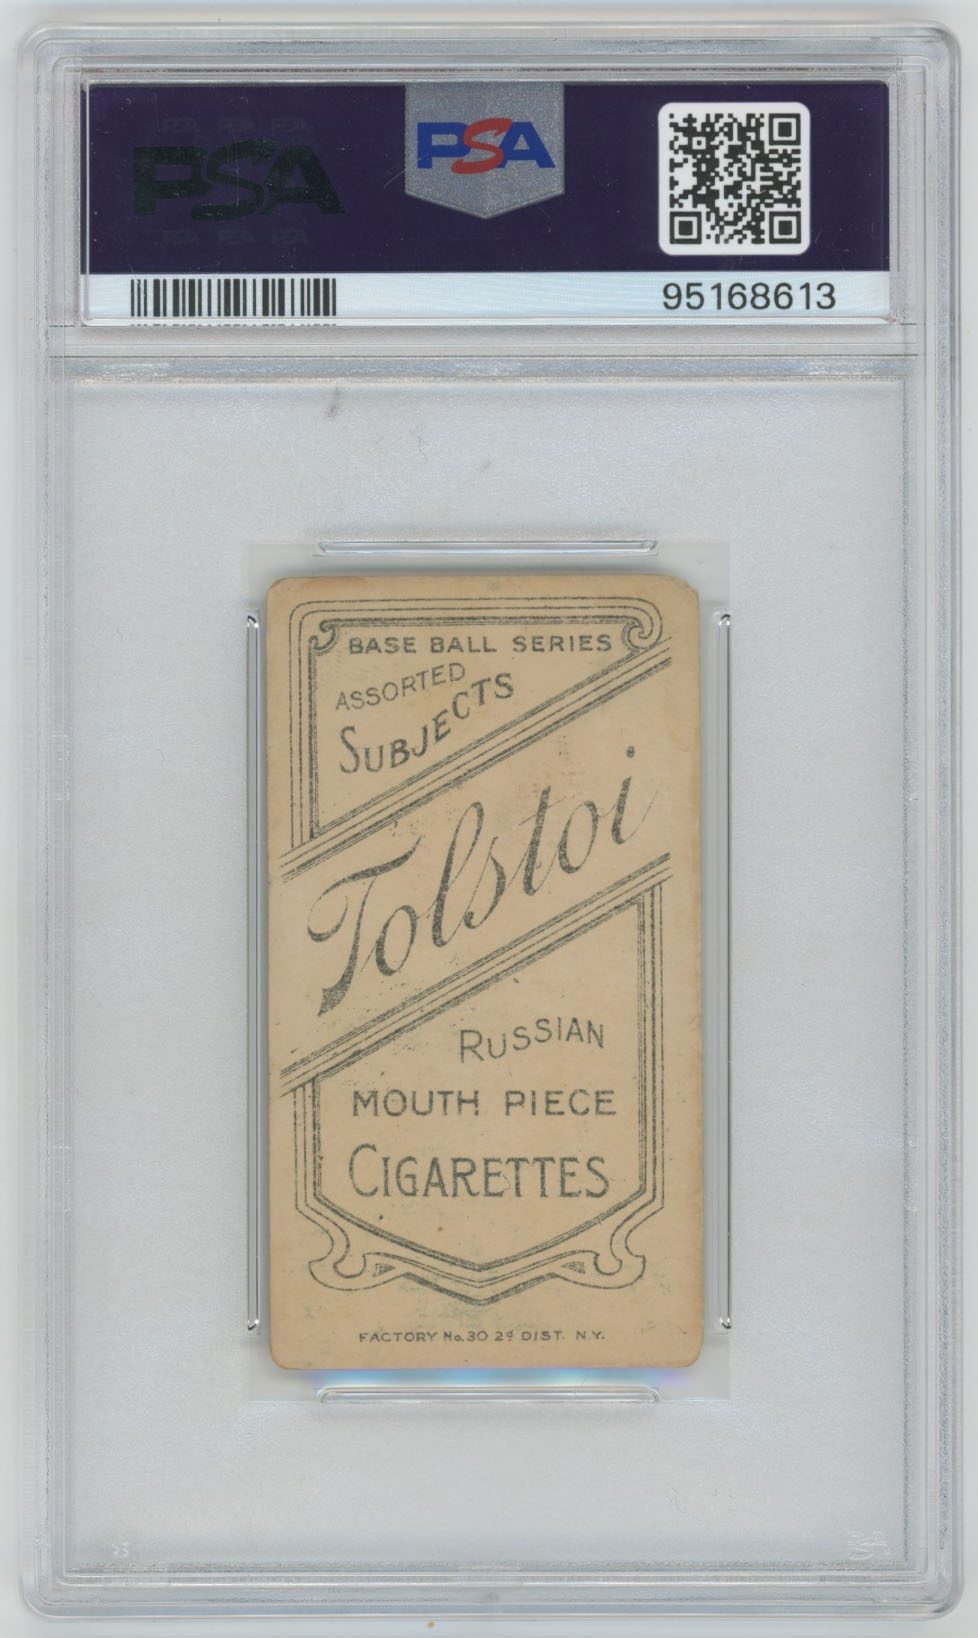 PSA
PSA
95168613
BASE BALL SERIES
ASSORTED
SUBJECTS
Tolstoi
RUSSIAN
MOUTH PIECE
CIGARETTES
FACTORY No. 30 2d DIST. N.Y.